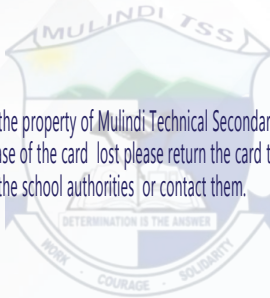 MULINDI TSS
the property of Mulindi Technical Secondar
ase of the card lost please return the card t
the school authorities or contact them.
DETERMINATION IS THE ANSWER
WORK - COURAGE - SOLIDARITY